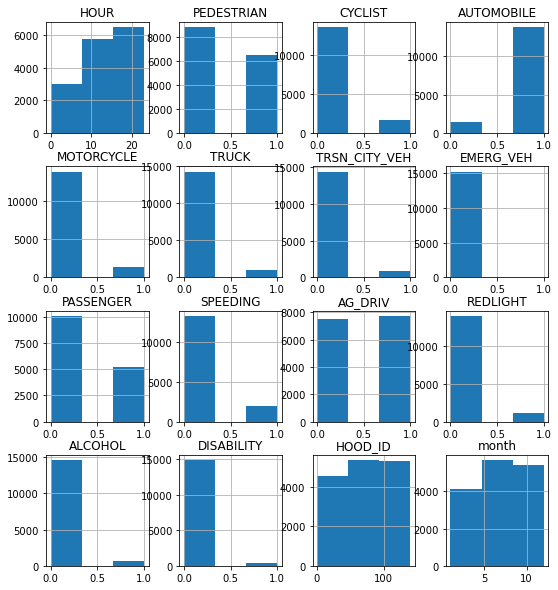 HOUR PEDESTRIAN CYCLIST AUTOMOBILE
6000 8000 10000 10000
4000 6000 5000 5000
2000 4000 0 0
0 2000
0
0 10 20 0.0 0.5 1.0 0.0 0.5 1.0 0.0 0.5 1.0
MOTORCYCLE TRUCK TRSN_CITY_VEH EMERG_VEH
10000 15000 15000 15000
5000 10000 10000 10000
0 5000 5000 5000
0 0 0
0.0 0.5 1.0 0.0 0.5 1.0 0.0 0.5 1.0 0.0 0.5 1.0
PASSENGER SPEEDING AG_DRIV REDLIGHT
10000 10000 8000 10000
7500 5000 6000 5000
5000 0 4000 0
2500 2000
0 0
0.0 0.5 1.0 0.0 0.5 1.0 0.0 0.5 1.0 0.0 0.5 1.0
ALCOHOL DISABILITY HOOD_ID month
15000 15000 4000 4000
10000 10000 2000 2000
5000 5000 0 0
0 0
0.0 0.5 1.0 0.0 0.5 1.0 0 100 5 10